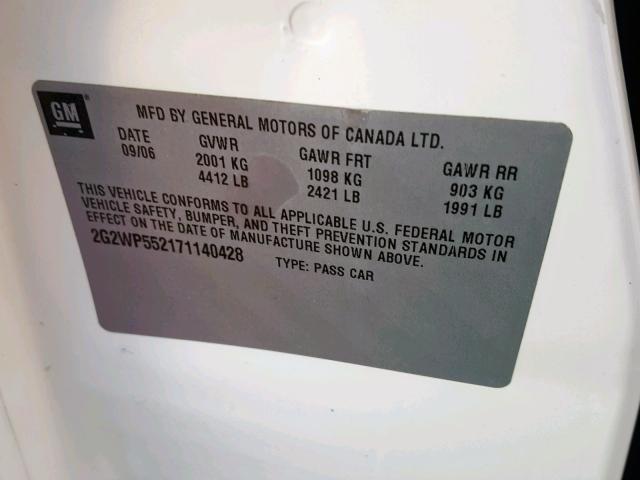 GM®
MFD BY GENERAL MOTORS OF CANADA LTD.
DATE GVWR GAWR FRT GAWR RR
09/06 2001 KG 1098 KG 903 KG
4412 LB 2421 LB 1991 LB
THIS VEHICLE CONFORMS TO ALL APPLICABLE U.S. FEDERAL MOTOR
VEHICLE SAFETY, BUMPER, AND THEFT PREVENTION STANDARDS IN
EFFECT ON THE DATE OF MANUFACTURE SHOWN ABOVE.
2G2WP552171140428 TYPE: PASS CAR